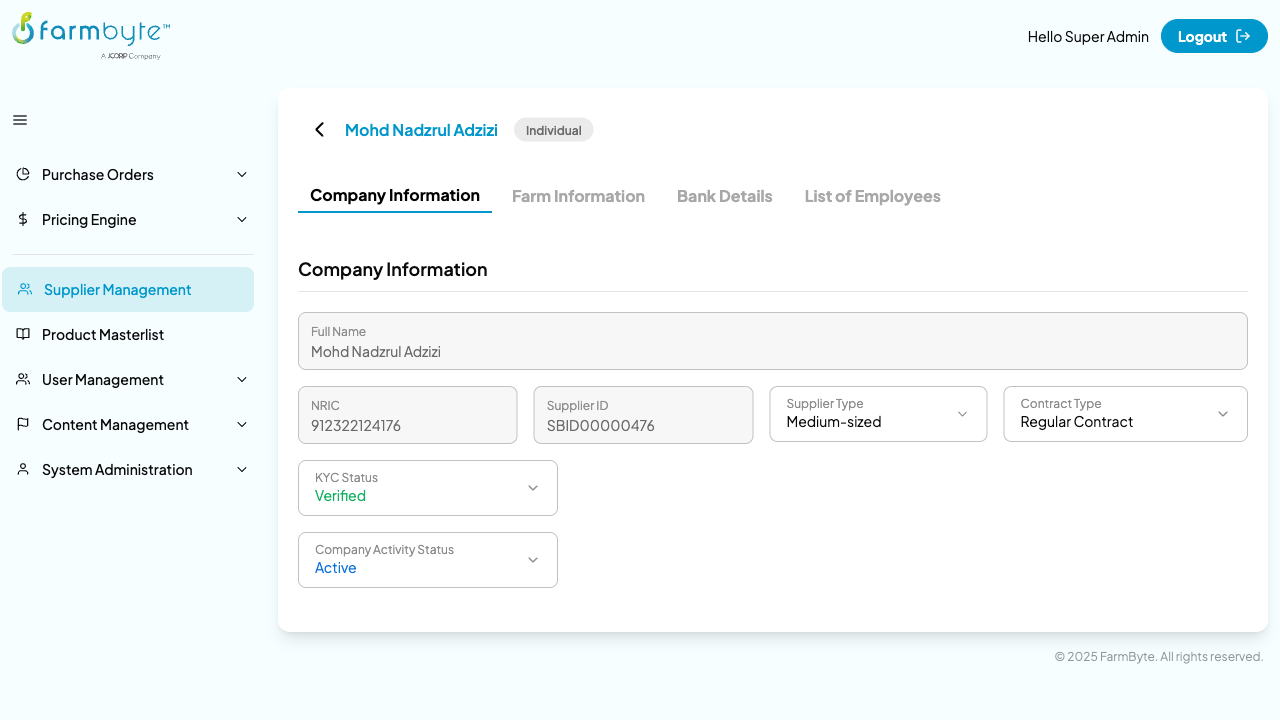 farmbyte™
A JCORP Company
Hello Super Admin
Logout
Purchase Orders
Pricing Engine
Supplier Management
Product Masterlist
User Management
Content Management
System Administration
Mohd Nadzrul Adzizi
Individual
Company Information
Farm Information
Bank Details
List of Employees
Company Information
Full Name
Mohd Nadzrul Adzizi
NRIC
912322124176
Supplier ID
SBID00000476
Supplier Type
Medium-sized
Contract Type
Regular Contract
KYC Status
Verified
Company Activity Status
Active
© 2025 FarmByte. All rights reserved.